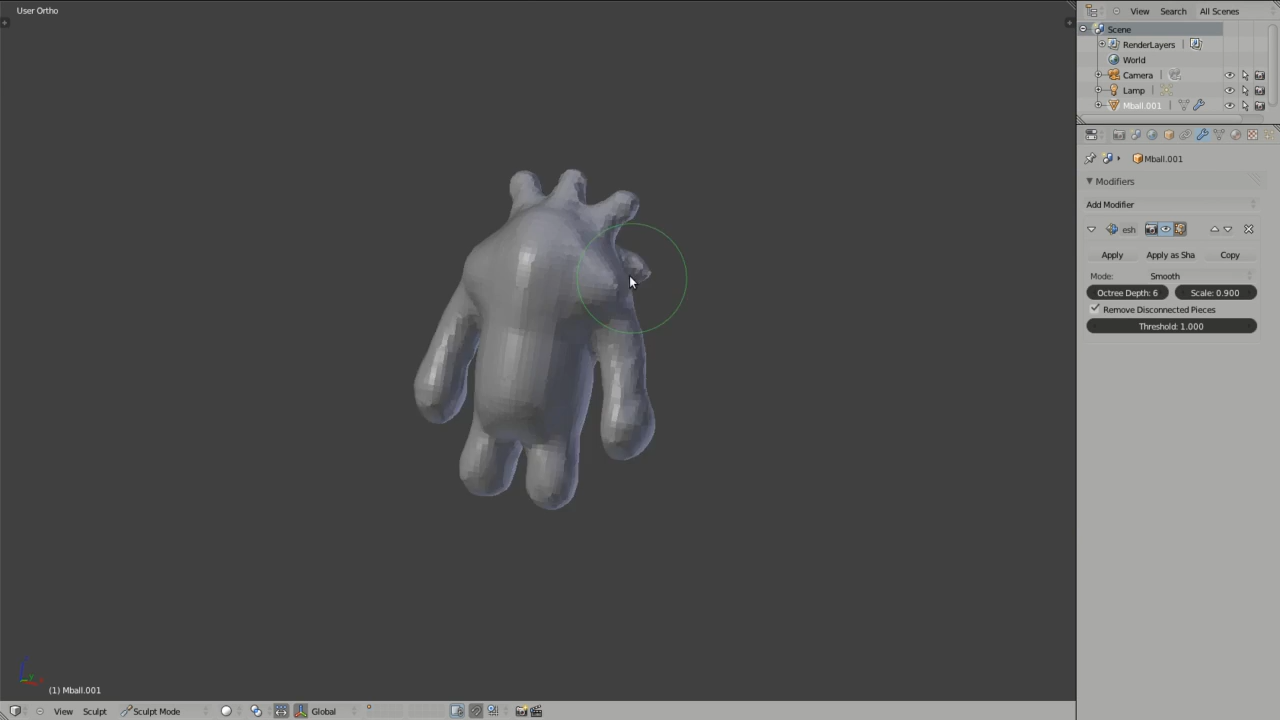 User Ortho
View Search All Scenes
Scene
RenderLayers
World
Camera
Lamp
Mball.001
Mball.001
Modifiers
Add Modifier
esh
Apply Apply as Sha Copy
Mode: Smooth
Octree Depth: 6 Scale: 0.900
Remove Disconnected Pieces
Threshold: 1.000
(1) Mball.001
View Sculpt Sculpt Mode Global